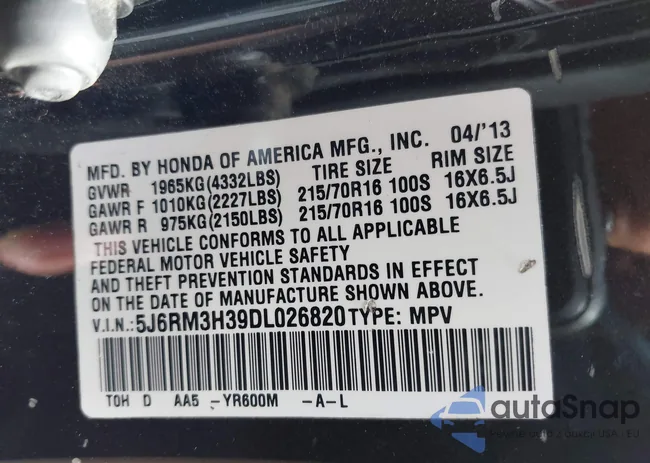 MFD. BY HONDA OF AMERICA MFG., INC. 04/'13
GVWR 1965KG(4332LBS) TIRE SIZE RIM SIZE
GAWR F 1010KG(2227LBS) 215/70R16 100S 16X6.5J
GAWR R 975KG(2150LBS) 215/70R16 100S 16X6.5J
THIS VEHICLE CONFORMS TO ALL APPLICABLE
FEDERAL MOTOR VEHICLE SAFETY
AND THEFT PREVENTION STANDARDS IN EFFECT
ON THE DATE OF MANUFACTURE SHOWN ABOVE.
V.I.N.:5J6RM3H39DL026820 TYPE: MPV
TOH D AA5 -YR600M -A-L
autoSnap